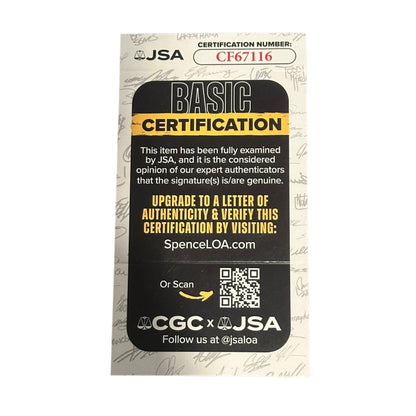 JSA
CERTIFICATION NUMBER:
CF67116
BASIC
CERTIFICATION
This item has been fully examined
by JSA, and it is the considered
opinion of our expert authenticators
that the signature(s) is/are genuine.
UPGRADE TO A LETTER OF
AUTHENTICITY & VERIFY THIS
CERTIFICATION BY VISITING:
SpenceLOA.com
Or Scan
CGC x JSA
Follow us at @jsaloa